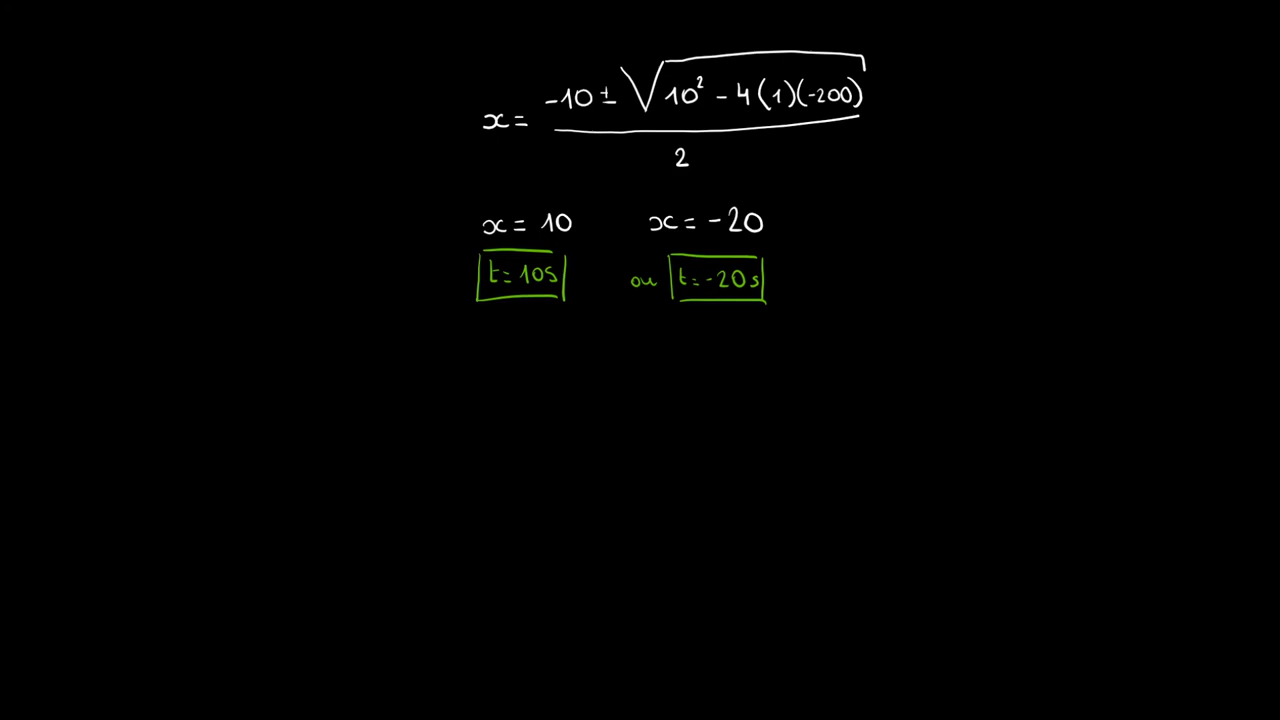 x = (-10 ± √(10² - 4(1)(-200))) / 2
x = 10 x = -20
t = 10s ou t = -20s